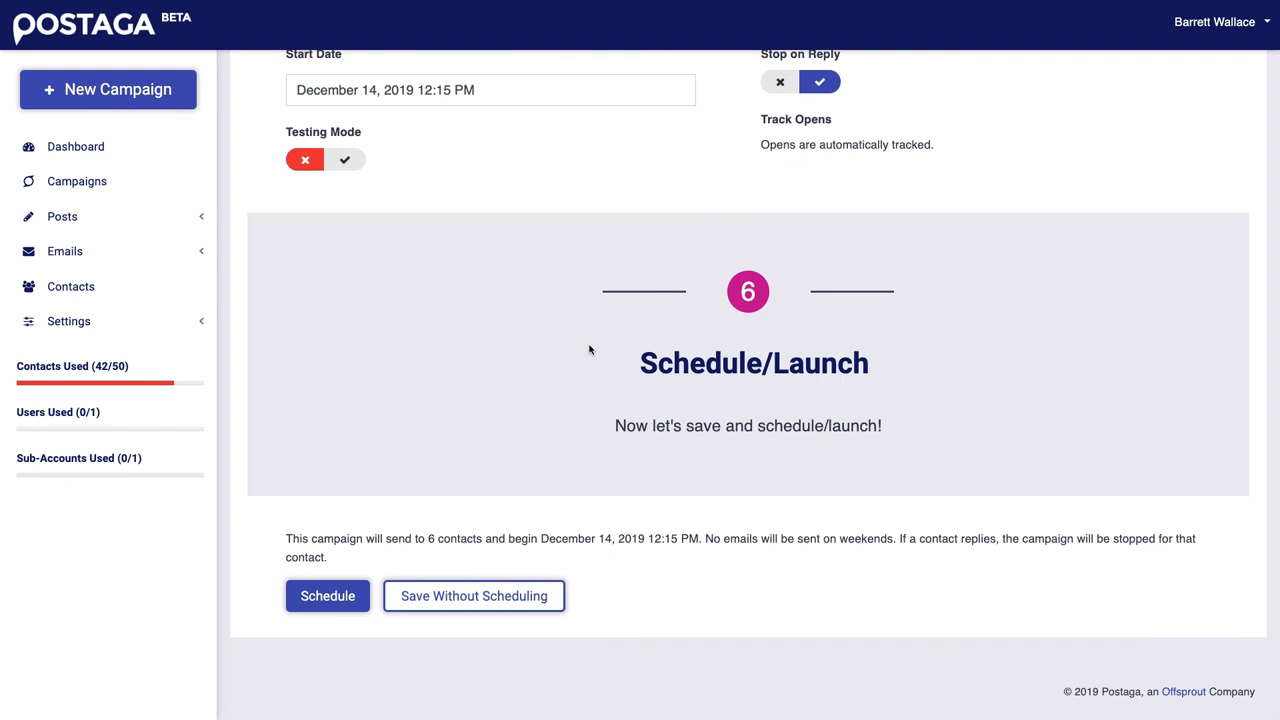 POSTAGA BETA
Barrett Wallace
+ New Campaign
Dashboard
Campaigns
Posts
Emails
Contacts
Settings
Contacts Used (42/50)
Users Used (0/1)
Sub-Accounts Used (0/1)
Start Date
December 14, 2019 12:15 PM
Testing Mode
Stop on Reply
Track Opens
Opens are automatically tracked.
6
Schedule/Launch
Now let's save and schedule/launch!
This campaign will send to 6 contacts and begin December 14, 2019 12:15 PM. No emails will be sent on weekends. If a contact replies, the campaign will be stopped for that
contact.
Schedule
Save Without Scheduling
© 2019 Postaga, an Offsprout Company